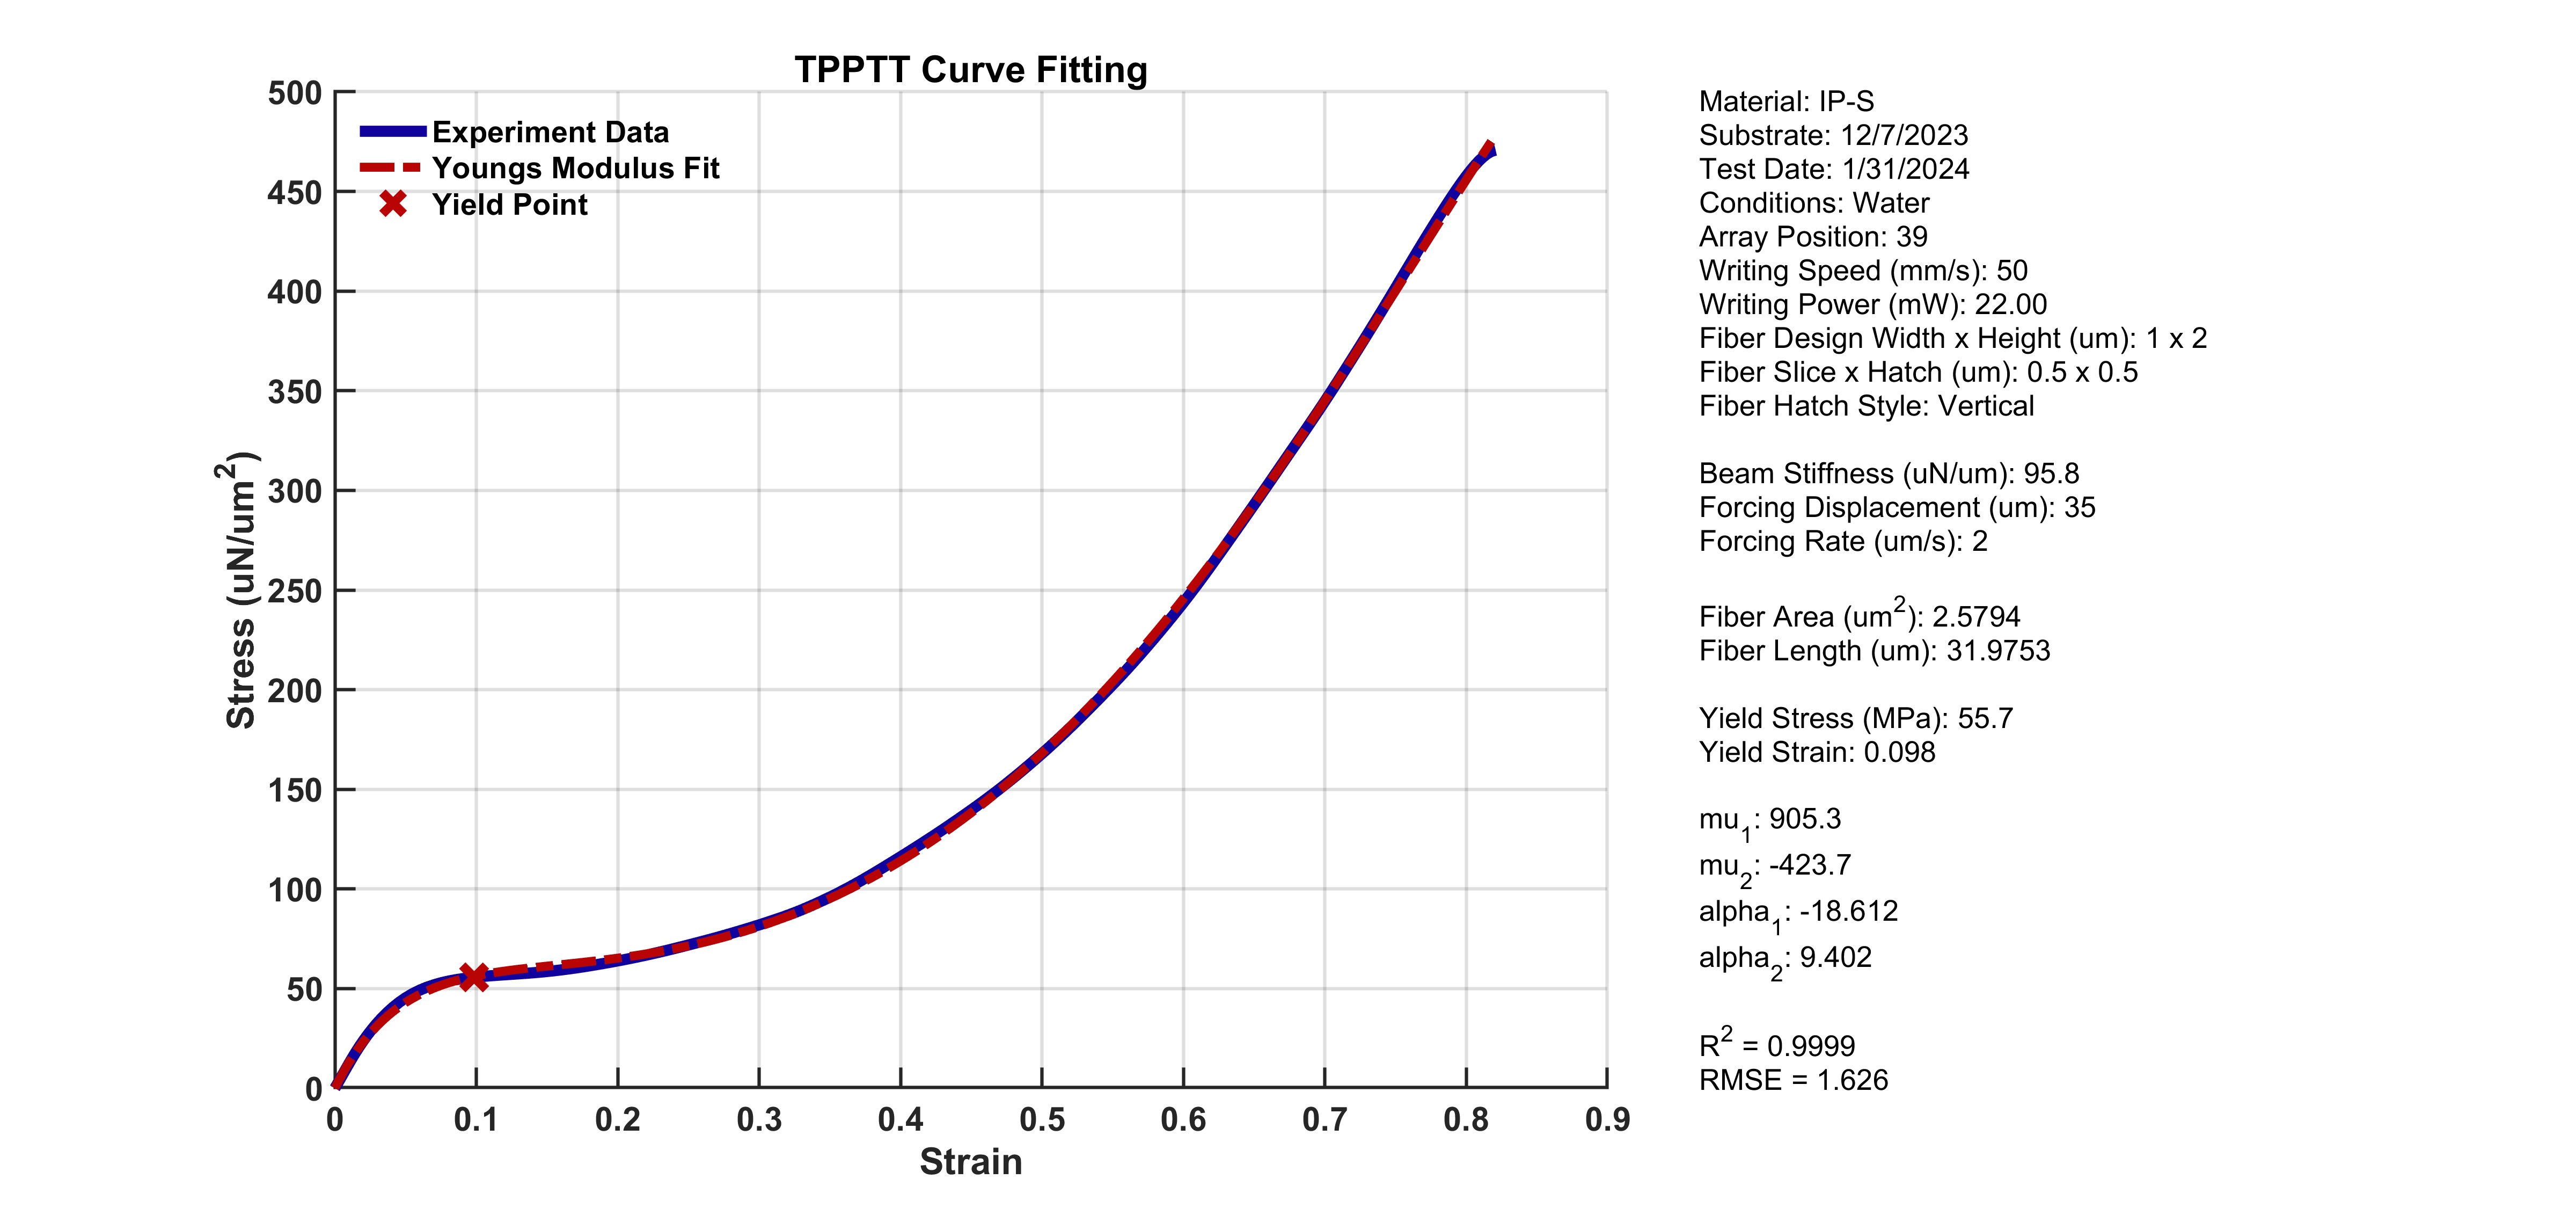 TPPTT Curve Fitting
Experiment Data
Youngs Modulus Fit
Yield Point
Stress (uN/um²)
500
450
400
350
300
250
200
150
100
50
0
0 0.1 0.2 0.3 0.4 0.5 0.6 0.7 0.8 0.9
Strain
Material: IP-S
Substrate: 12/7/2023
Test Date: 1/31/2024
Conditions: Water
Array Position: 39
Writing Speed (mm/s): 50
Writing Power (mW): 22.00
Fiber Design Width x Height (um): 1 x 2
Fiber Slice x Hatch (um): 0.5 x 0.5
Fiber Hatch Style: Vertical
Beam Stiffness (uN/um): 95.8
Forcing Displacement (um): 35
Forcing Rate (um/s): 2
Fiber Area (um²): 2.5794
Fiber Length (um): 31.9753
Yield Stress (MPa): 55.7
Yield Strain: 0.098
mu₁: 905.3
mu₂: -423.7
alpha₁: -18.612
alpha₂: 9.402
R² = 0.9999
RMSE = 1.626